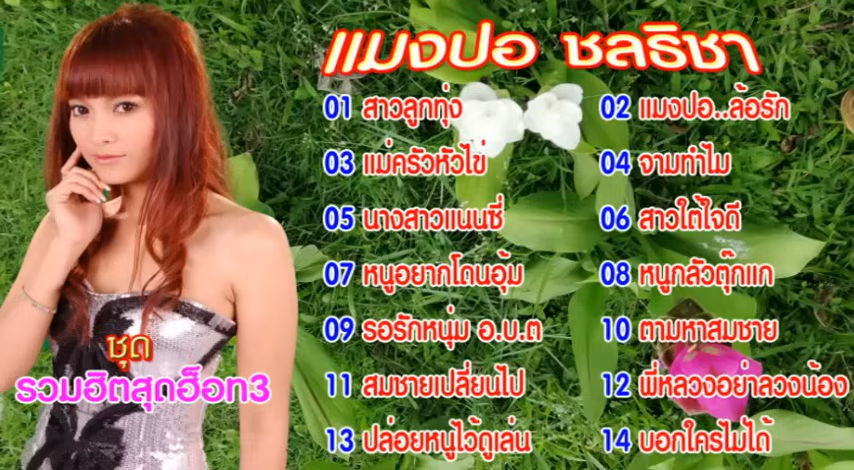 แมงปอ ชลธิชา
01 สาวลูกทุ่ง
02 แมงปอ..ล้อรัก
03 แม่ครัวหัวไข่
04 จามทำไม
05 นางสาวแนนซี่
06 สาวใต้ใจดี
07 หนูอยากโดนอุ้ม
08 หนูกลัวตุ๊กแก
09 รอรักหนุ่ม อ.บ.ต
10 ตามหาสมชาย
11 สมชายเปลี่ยนไป
12 พี่หลวงอย่าลวงน้อง
13 ปล่อยหนูไว้ดูเล่น
14 บอกใครไม่ได้
ชุด
รวมฮิตสุดฮ็อท3